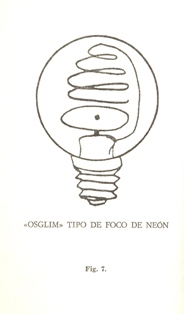 «OSGLIM» TIPO DE FOCO DE NEÓN
Fig. 7.